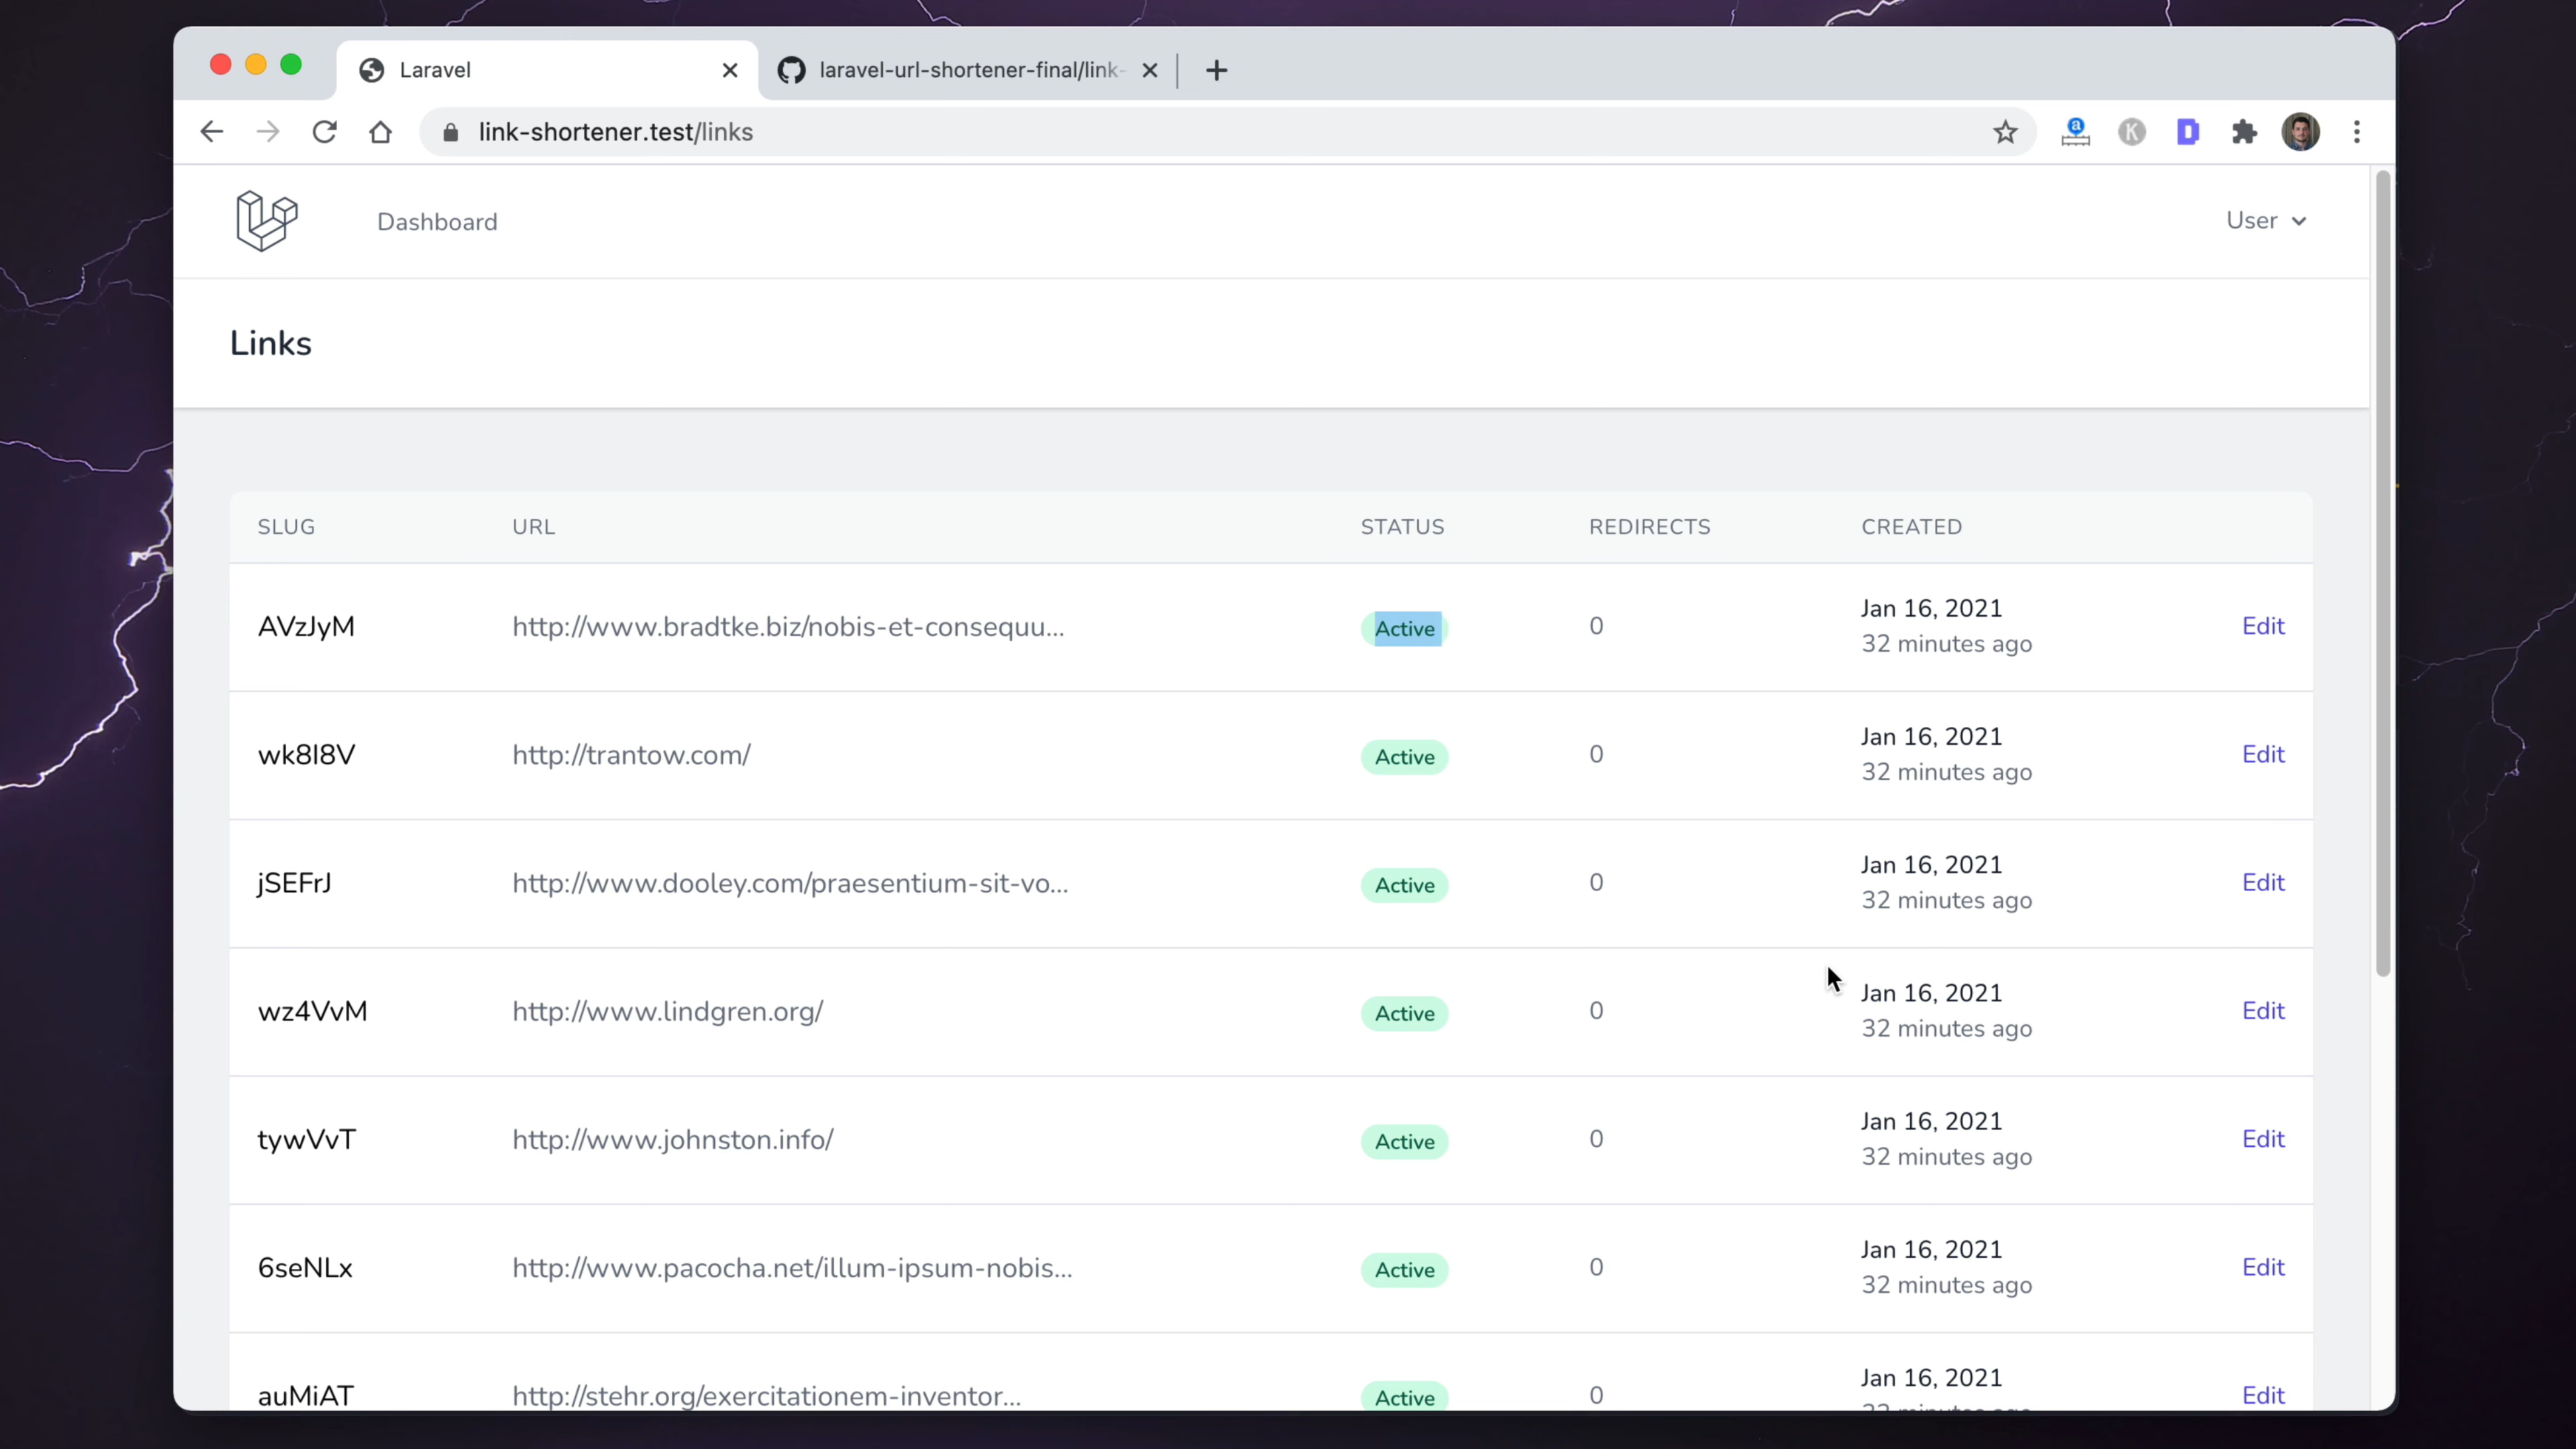 Laravel
laravel-url-shortener-final/link-
link-shortener.test/links
Dashboard
User
Links
SLUG URL STATUS REDIRECTS CREATED
AVzJyM http://www.bradtke.biz/nobis-et-consequu... Active 0 Jan 16, 2021 Edit
32 minutes ago
wk8I8V http://trantow.com/ Active 0 Jan 16, 2021 Edit
32 minutes ago
jSEFrJ http://www.dooley.com/praesentium-sit-vo... Active 0 Jan 16, 2021 Edit
32 minutes ago
wz4VvM http://www.lindgren.org/ Active 0 Jan 16, 2021 Edit
32 minutes ago
tywVvT http://www.johnston.info/ Active 0 Jan 16, 2021 Edit
32 minutes ago
6seNLx http://www.pacocha.net/illum-ipsum-nobis... Active 0 Jan 16, 2021 Edit
32 minutes ago
auMiAT http://stehr.org/exercitationem-inventor... Active 0 Jan 16, 2021 Edit